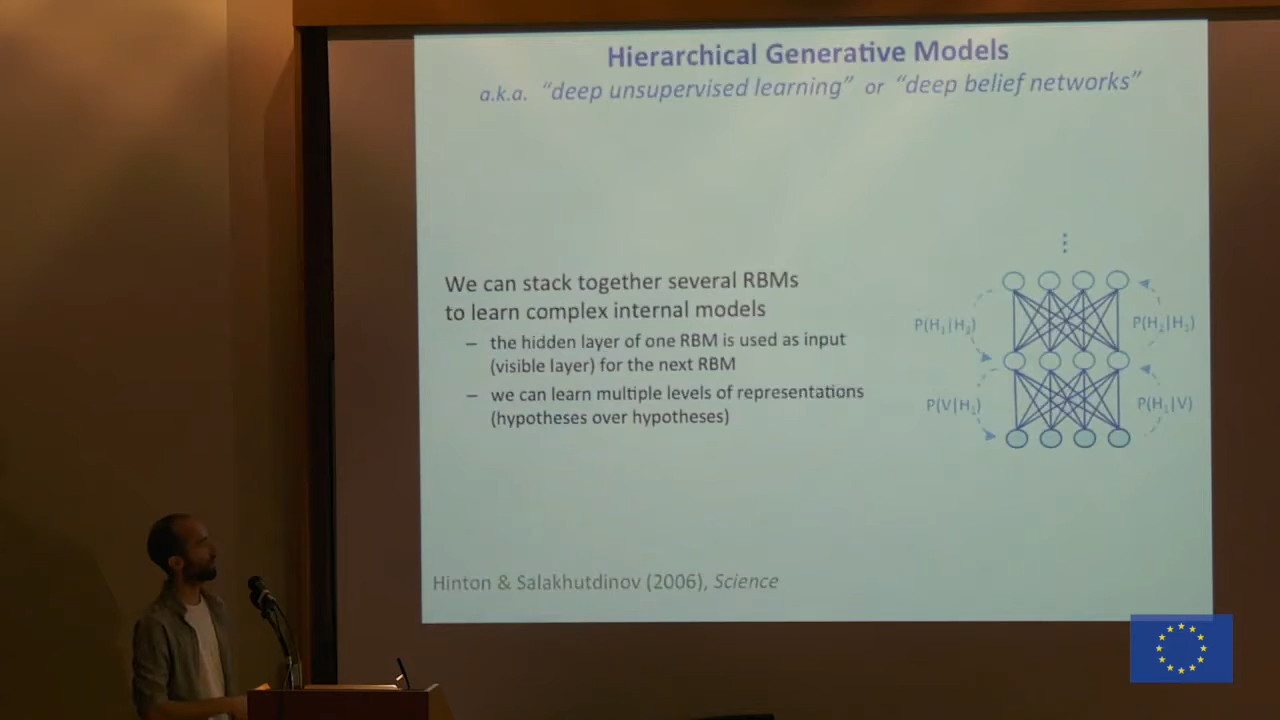 Hierarchical Generative Models
a.k.a. “deep unsupervised learning” or “deep belief networks”
We can stack together several RBMs
to learn complex internal models
– the hidden layer of one RBM is used as input
(visible layer) for the next RBM
– we can learn multiple levels of representations
(hypotheses over hypotheses)
P(H₁|H₂)
P(H₂|H₁)
P(V|H₁)
P(H₁|V)
Hinton & Salakhutdinov (2006), Science